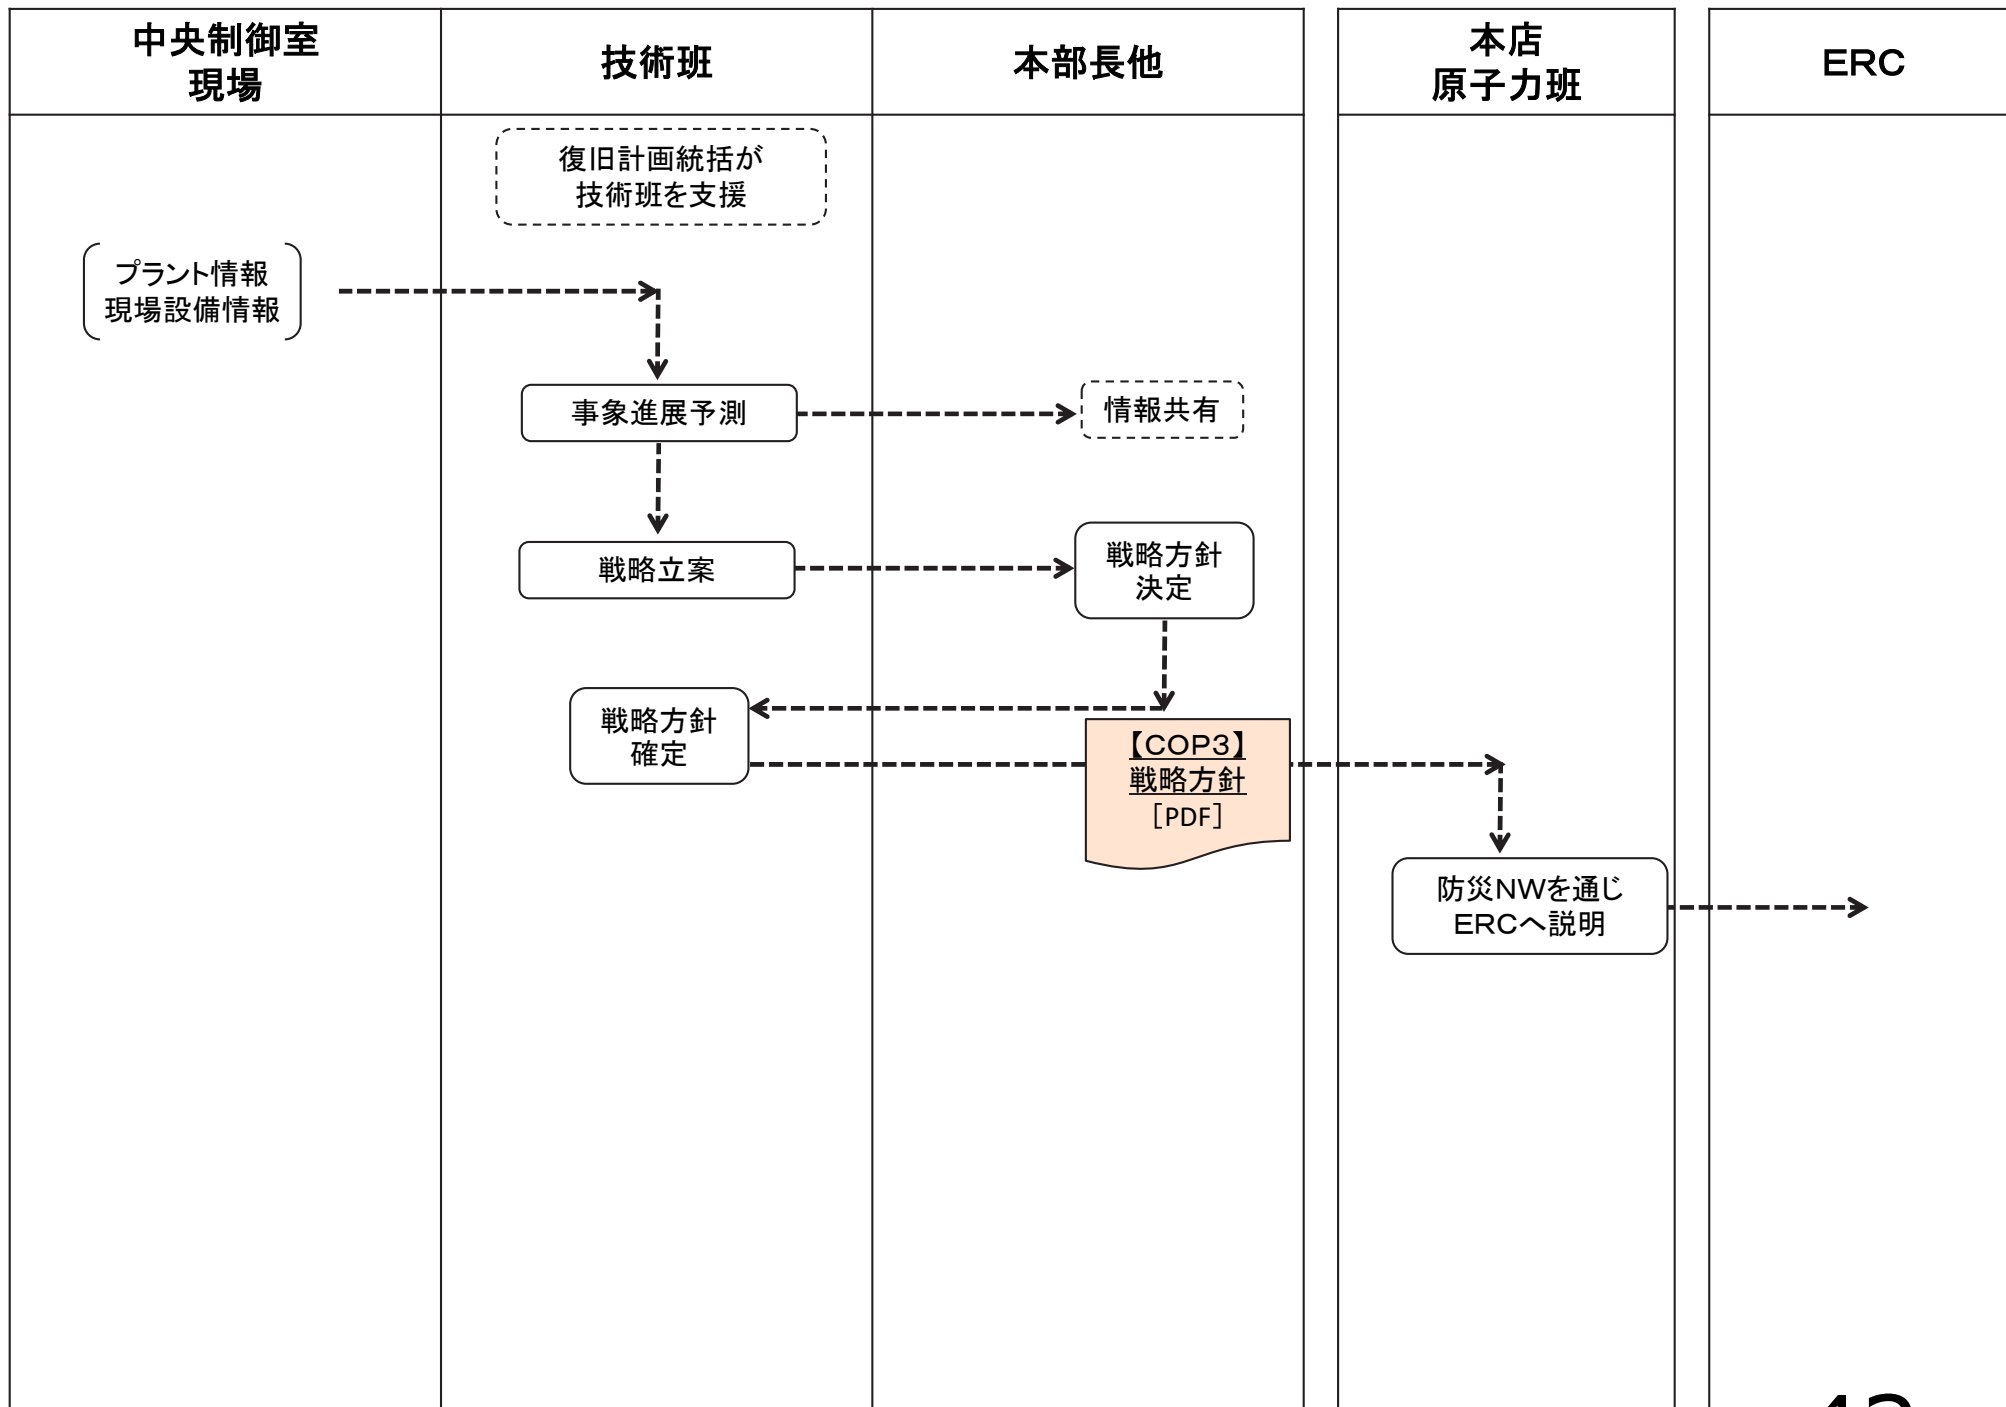 中央制御室
現場
技術班
本部長他
本店
原子力班
ERC
復旧計画統括が
技術班を支援
プラント情報
現場設備情報
事象進展予測
情報共有
戦略立案
戦略方針
決定
戦略方針
確定
【COP3】
戦略方針
［PDF］
防災NWを通じ
ERCへ説明